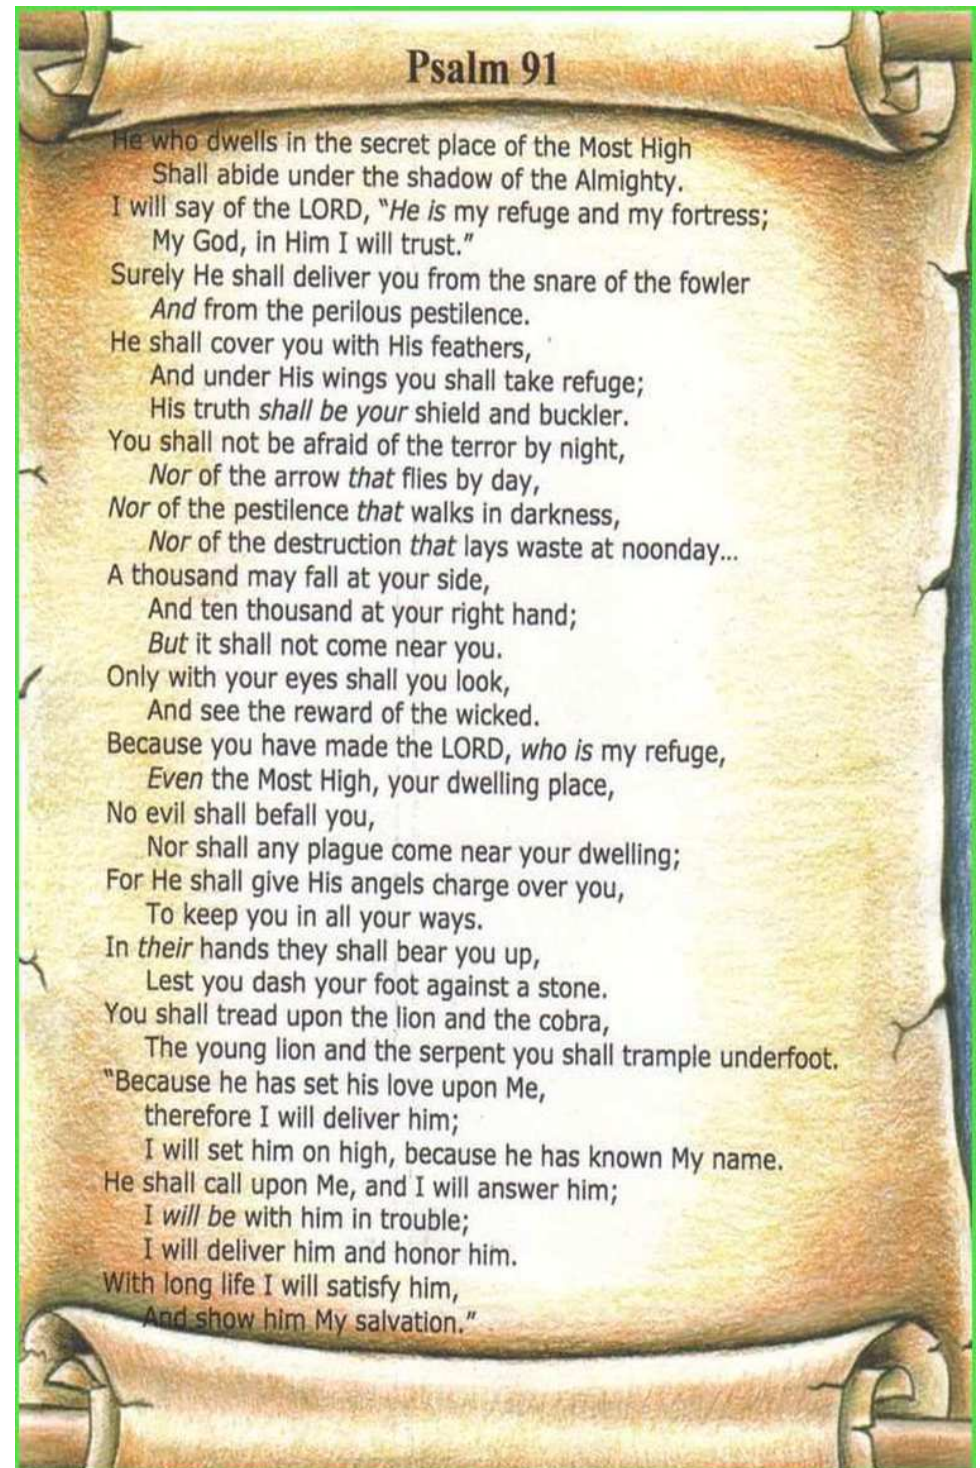 Psalm 91
He who dwells in the secret place of the Most High
Shall abide under the shadow of the Almighty.
I will say of the LORD, “He is my refuge and my fortress;
My God, in Him I will trust.”
Surely He shall deliver you from the snare of the fowler
And from the perilous pestilence.
He shall cover you with His feathers,
And under His wings you shall take refuge;
His truth shall be your shield and buckler.
You shall not be afraid of the terror by night,
Nor of the arrow that flies by day,
Nor of the pestilence that walks in darkness,
Nor of the destruction that lays waste at noonday...
A thousand may fall at your side,
And ten thousand at your right hand;
But it shall not come near you.
Only with your eyes shall you look,
And see the reward of the wicked.
Because you have made the LORD, who is my refuge,
Even the Most High, your dwelling place,
No evil shall befall you,
Nor shall any plague come near your dwelling;
For He shall give His angels charge over you,
To keep you in all your ways.
In their hands they shall bear you up,
Lest you dash your foot against a stone.
You shall tread upon the lion and the cobra,
The young lion and the serpent you shall trample underfoot.
“Because he has set his love upon Me,
therefore I will deliver him;
I will set him on high, because he has known My name.
He shall call upon Me, and I will answer him;
I will be with him in trouble;
I will deliver him and honor him.
With long life I will satisfy him,
And show him My salvation.”